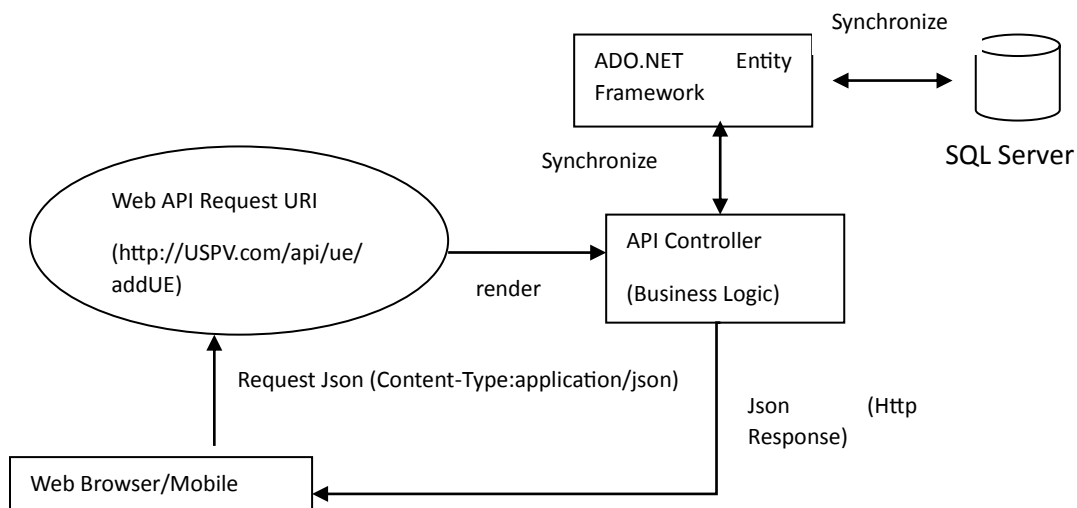 Synchronize
ADO.NET Entity
Framework
SQL Server
Synchronize
Web API Request URI
(http://USPV.com/api/ue/
addUE)
render
API Controller
(Business Logic)
Request Json (Content-Type:application/json)
Json (Http
Response)
Web Browser/Mobile